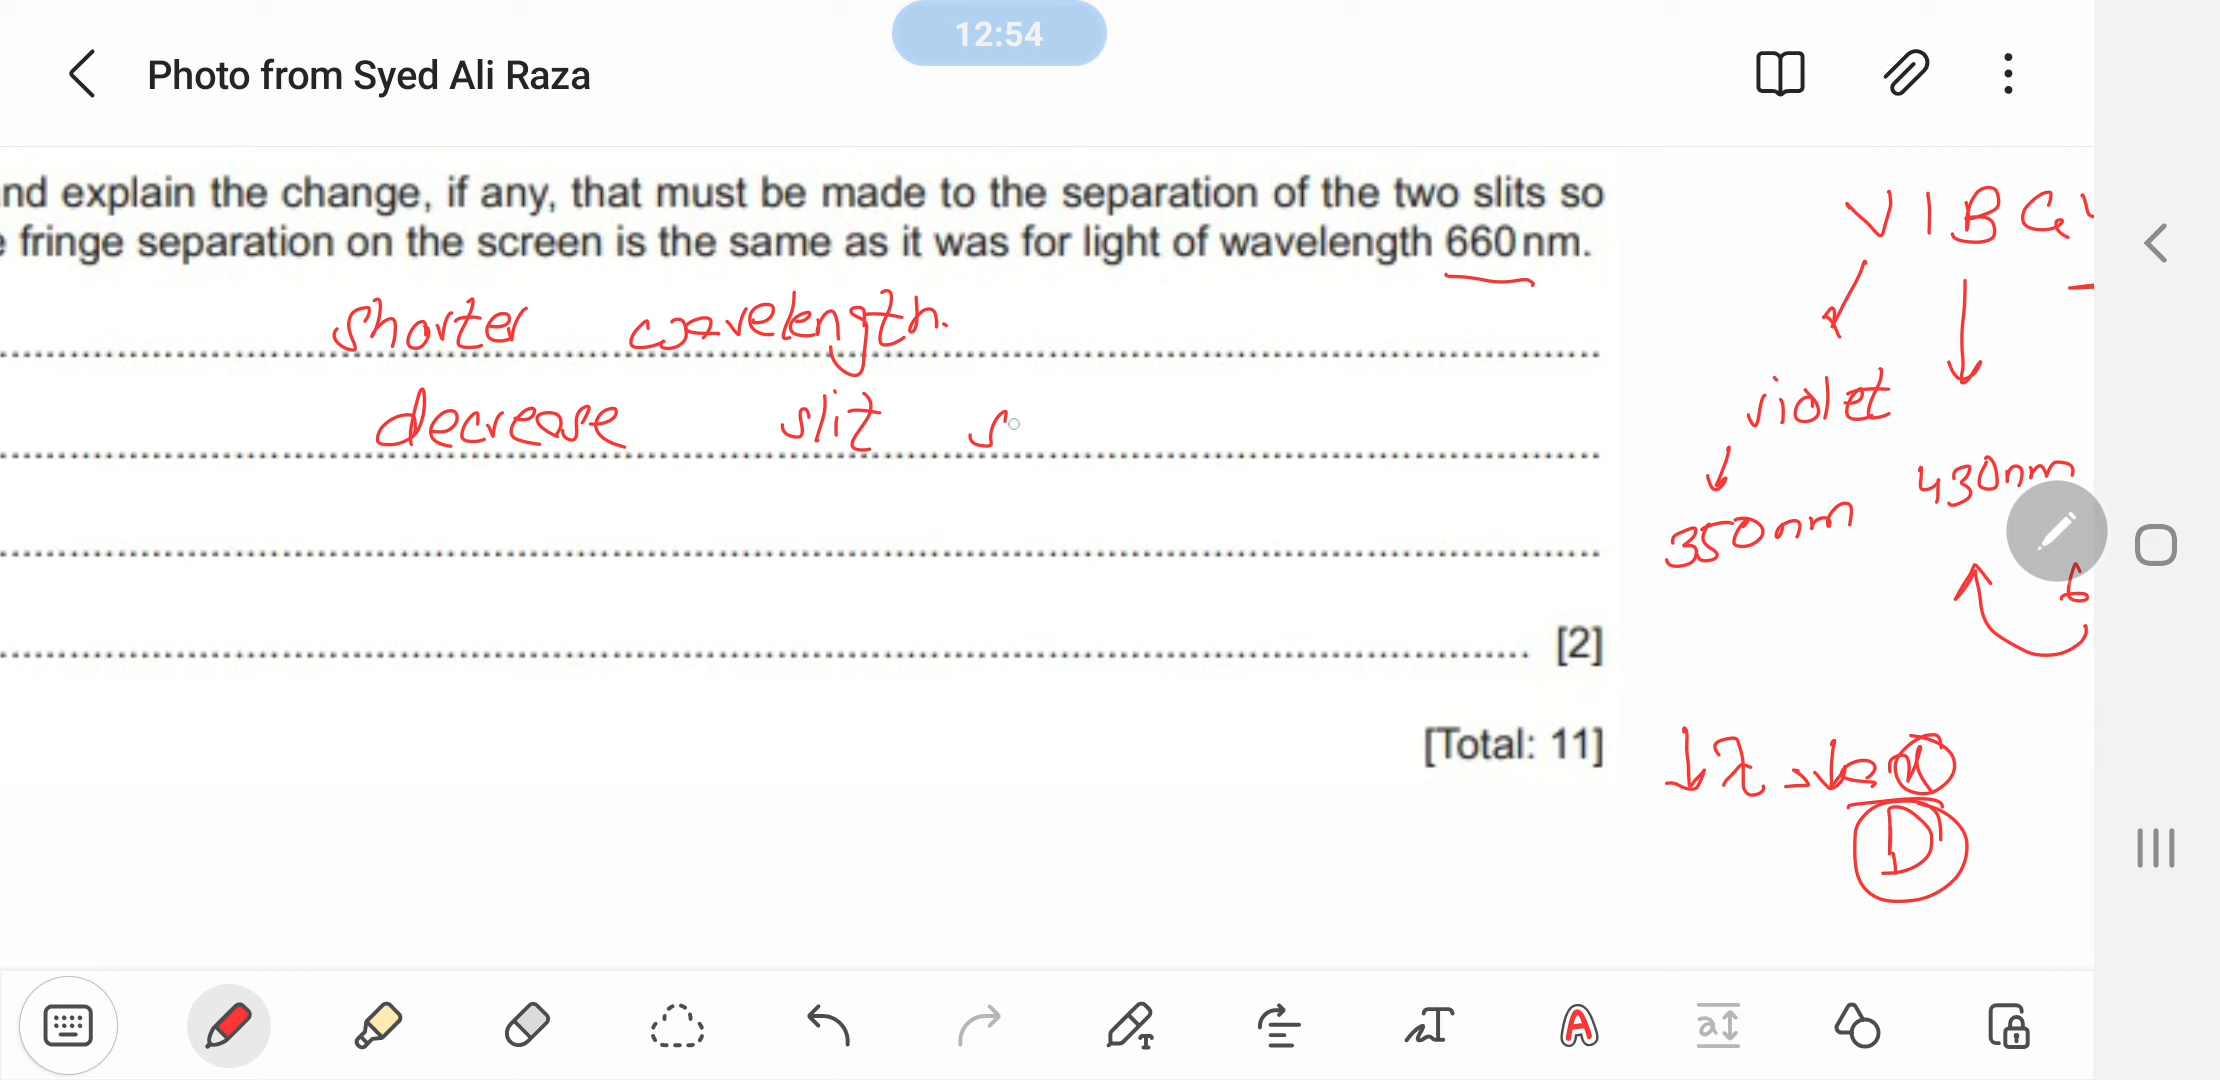 12:54
Photo from Syed Ali Raza
nd explain the change, if any, that must be made to the separation of the two slits so
e fringe separation on the screen is the same as it was for light of wavelength 660 nm.
shorter wavelength.
decrease slit s
[2]
[Total: 11]
V I B G
violet
430nm
350nm
6
↓λ
D